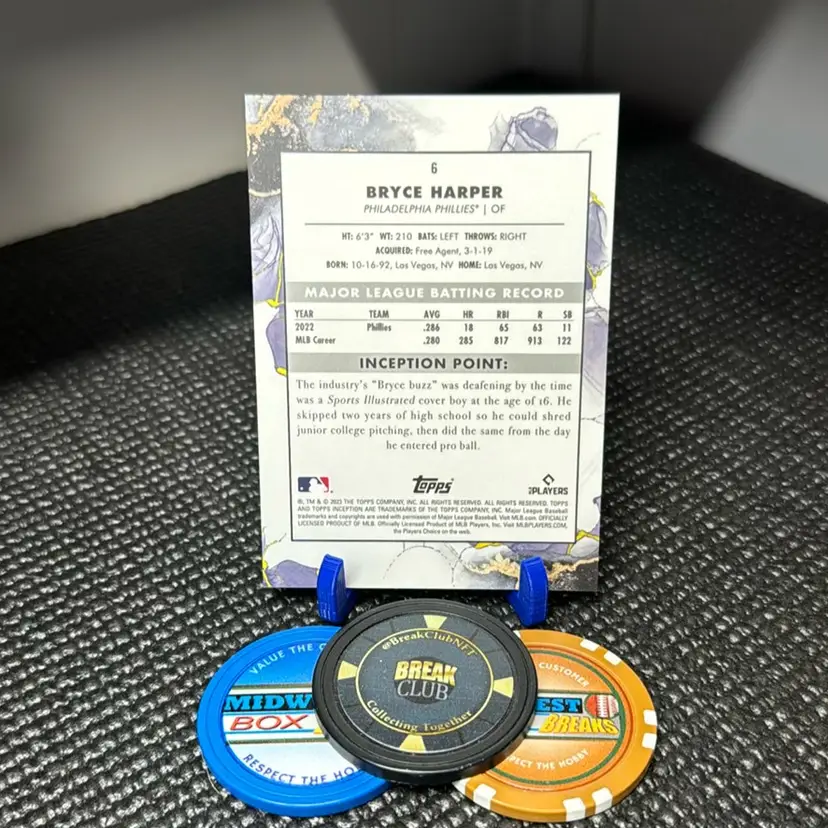 6
BRYCE HARPER
PHILADELPHIA PHILLIES® | OF
HT: 6'3" WT: 210 BATS: LEFT THROWS: RIGHT
ACQUIRED: Free Agent, 3-1-19
BORN: 10-16-92, Las Vegas, NV HOME: Las Vegas, NV
MAJOR LEAGUE BATTING RECORD
YEAR TEAM AVG HR RBI R SB
2022 Phillies .286 18 65 63 11
MLB Career .280 285 817 913 122
INCEPTION POINT:
The industry's "Bryce buzz" was deafening by the time
was a Sports Illustrated cover boy at the age of 16. He
skipped two years of high school so he could shred
junior college pitching, then did the same from the day
he entered pro ball.
topps
PLAYERS
®, TM & © 2023 THE TOPPS COMPANY, INC. ALL RIGHTS RESERVED. ALL RIGHTS RESERVED. TOPPS
AND TOPPS INCEPTION ARE TRADEMARKS OF THE TOPPS COMPANY, INC. Major League Baseball
trademarks and copyrights are used with permission of Major League Baseball. Visit MLB.com. OFFICIALLY
LICENSED PRODUCT OF MLB. Officially Licensed Product of MLB Players, Inc. Visit MLBPLAYERS.COM,
the Players Choice on the web.
VALUE THE C
MIDW
BOX
RESPECT THE HO
@BreakClubNFT
BREAK
CLUB
Collecting Together
CUSTOMER
EST
BREAKS
PECT THE HOBBY